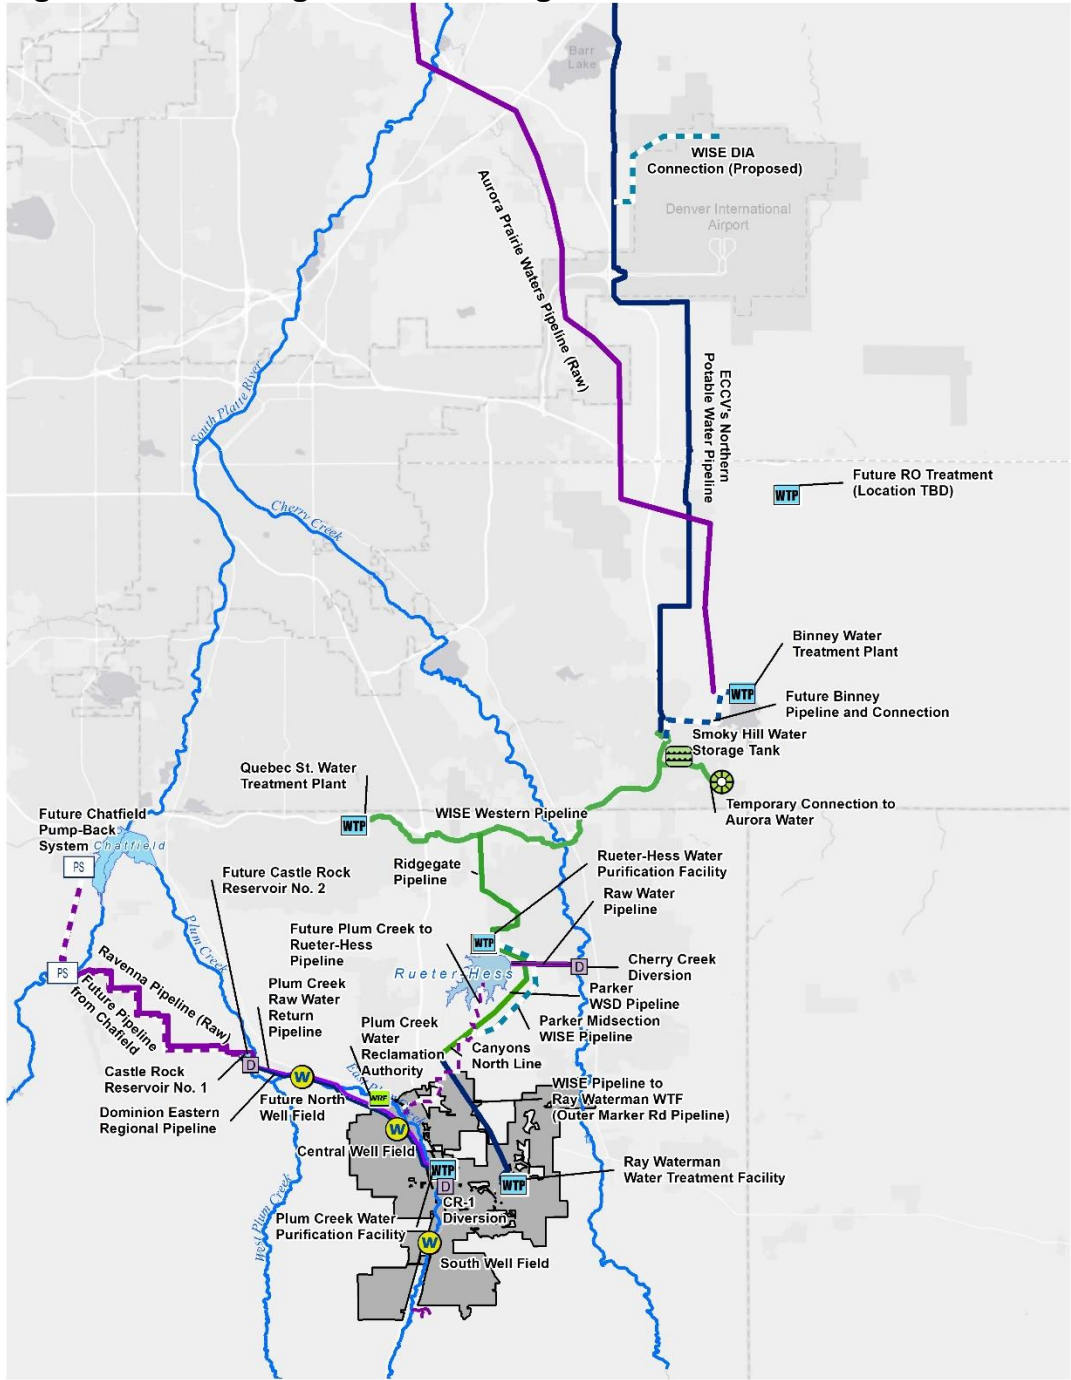 Barr
Lake
WISE DIA
Connection (Proposed)
Denver International
Airport
Aurora Prairie Waters Pipeline (Raw)
ECCV's Northern
Potable Water Pipeline
South Platte River
Cherry Creek
Future RO Treatment
(Location TBD)
WTP
Binney Water
Treatment Plant
WTP
Future Binney
Pipeline and Connection
Smoky Hill Water
Storage Tank
Temporary Connection to
Aurora Water
Quebec St. Water
Treatment Plant
WTP
WISE Western Pipeline
Future Chatfield
Pump-Back
System
Chatfield
PS
Ridgegate
Pipeline
Rueter-Hess Water
Purification Facility
Raw Water
Pipeline
Future Castle Rock
Reservoir No. 2
Plum Creek
Future Plum Creek to
Rueter-Hess
Pipeline
WTP
Rueter-Hess
D
Cherry Creek
Diversion
PS
Ravenna Pipeline (Raw)
Future Pipeline
from Chafield
Plum Creek
Raw Water
Return
Pipeline
Parker
WSD Pipeline
Parker Midsection
WISE Pipeline
Plum Creek
Water
Reclamation
Authority
Canyons
North Line
Castle Rock
Reservoir No. 1
D
W
Dominion Eastern
Regional Pipeline
Future North
Well Field
WRF
WISE Pipeline to
Ray Waterman WTF
(Outer Marker Rd Pipeline)
W
Central Well Field
WTP
D
WTP
Ray Waterman
Water Treatment Facility
CR-1
Diversion
Plum Creek Water
Purification Facility
West Plum Creek
W
South Well Field